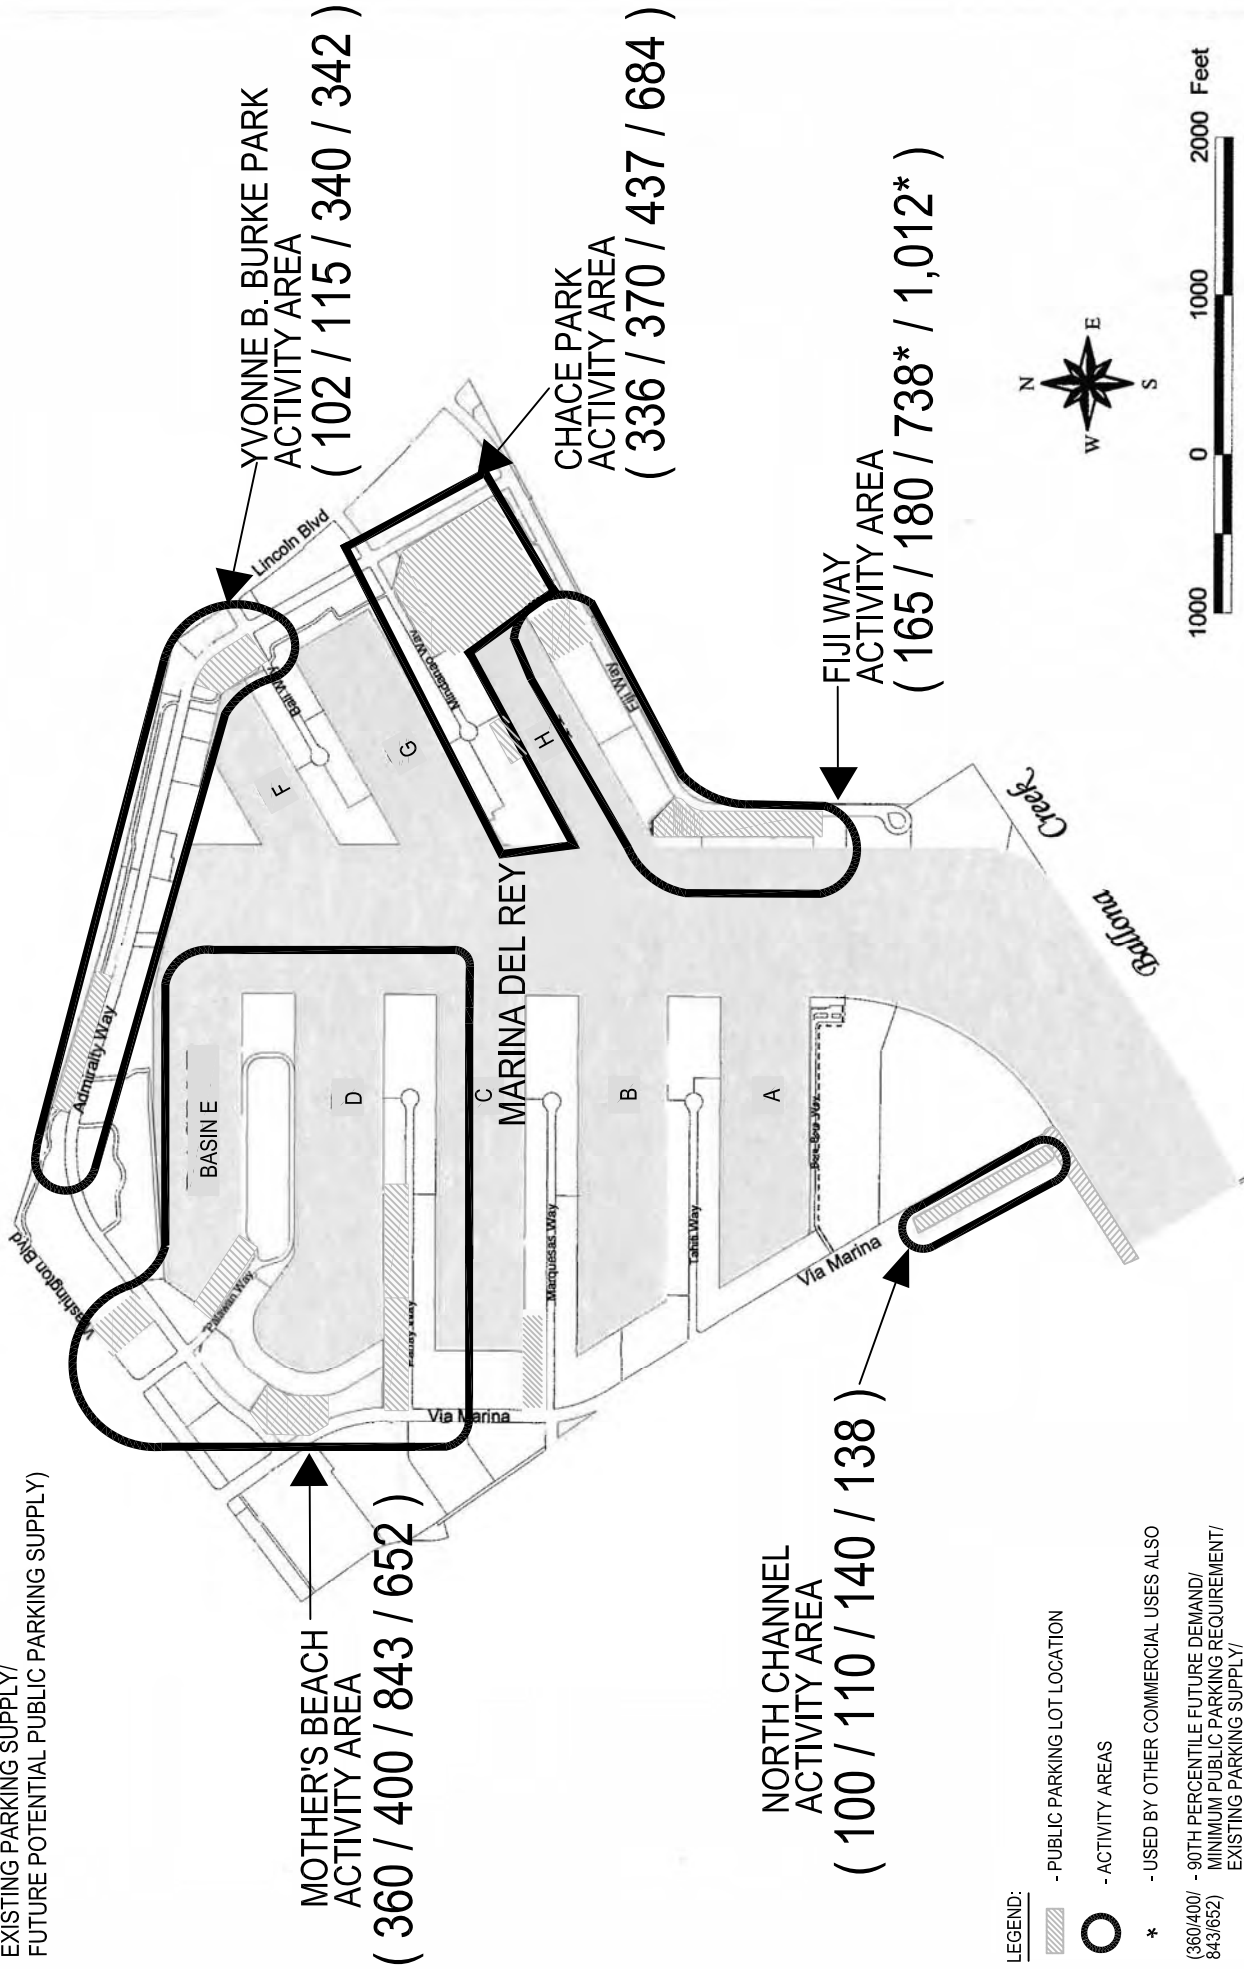 EXISTING PARKING SUPPLY/
FUTURE POTENTIAL PUBLIC PARKING SUPPLY)
MOTHER'S BEACH
ACTIVITY AREA
( 360 / 400 / 843 / 652 )
YVONNE B. BURKE PARK
ACTIVITY AREA
( 102 / 115 / 340 / 342 )
CHACE PARK
ACTIVITY AREA
( 336 / 370 / 437 / 684 )
FIJI WAY
ACTIVITY AREA
( 165 / 180 / 738* / 1,012* )
NORTH CHANNEL
ACTIVITY AREA
( 100 / 110 / 140 / 138 )
Washington Blvd
Admiralty Way
Lincoln Blvd
Bali Way
Mindanao Way
Fiji Way
Palawan Way
Panay Way
Via Marina
Marquesas Way
Tahiti Way
Via Marina
BASIN E
D
C
B
A
F
G
H
MARINA DEL REY
Ballona
Creek
N
W
E
S
1000
0
1000
2000 Feet
LEGEND:
- PUBLIC PARKING LOT LOCATION
- ACTIVITY AREAS
* - USED BY OTHER COMMERCIAL USES ALSO
(360/400/ - 90TH PERCENTILE FUTURE DEMAND/
843/652) MINIMUM PUBLIC PARKING REQUIREMENT/
EXISTING PARKING SUPPLY/